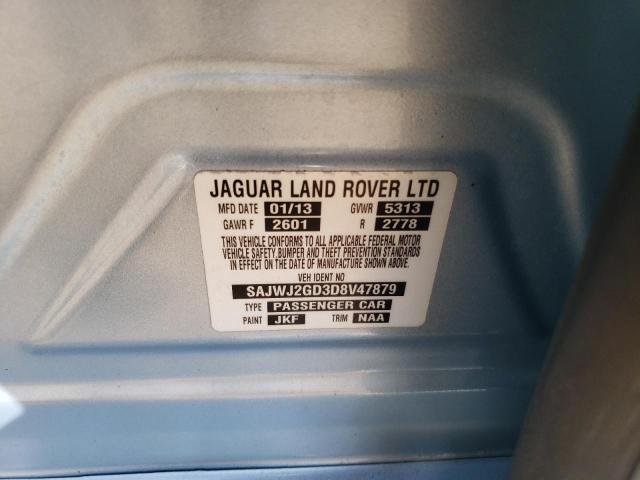 JAGUAR LAND ROVER LTD
MFD DATE 01/13 GVWR 5313
GAWR F 2601 R 2778
THIS VEHICLE CONFORMS TO ALL APPLICABLE FEDERAL MOTOR
VEHICLE SAFETY,BUMPER AND THEFT PREVENTION STANDARDS
IN EFFECT ON THE DATE OF MANUFACTURE SHOWN ABOVE.
VEH IDENT NO
SAJWJ2GD3D8V47879
TYPE PASSENGER CAR
PAINT JKF TRIM NAA